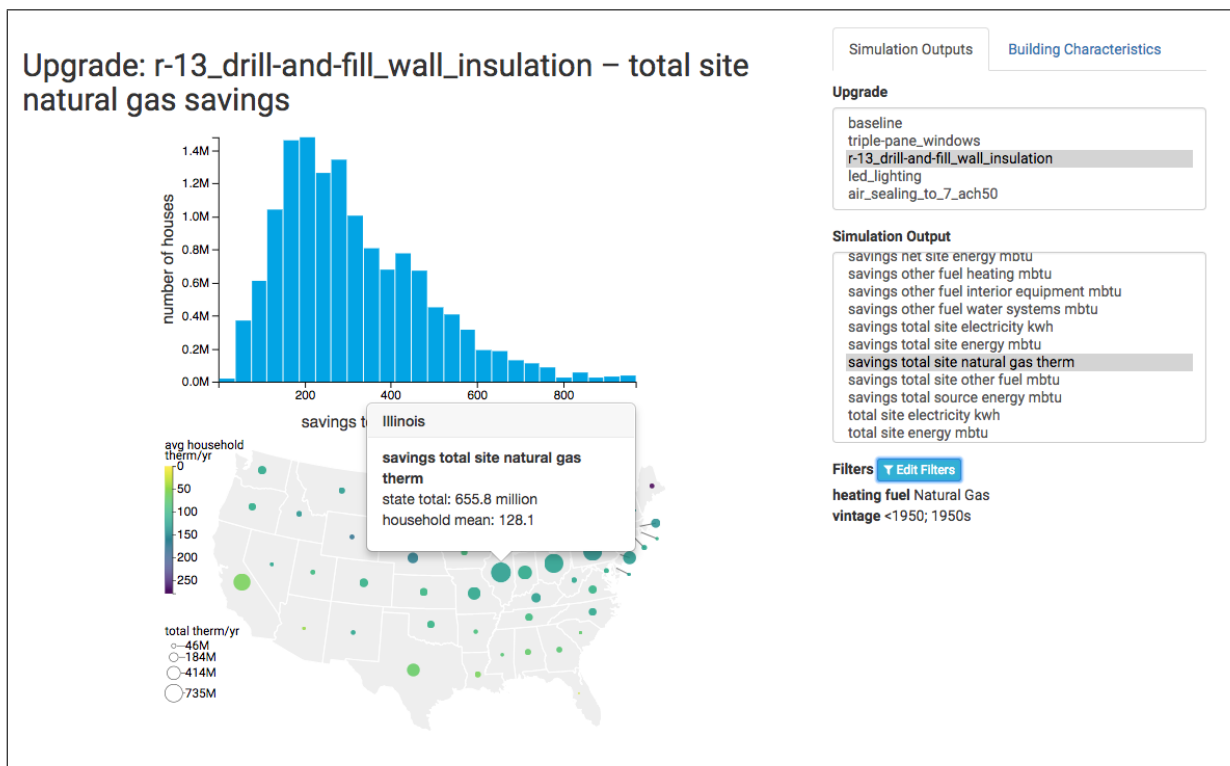 Upgrade: r-13_drill-and-fill_wall_insulation – total site
natural gas savings
number of houses
1.4M
1.2M
1.0M
0.8M
0.6M
0.4M
0.2M
0.0M
200
400
600
800
savings t
Illinois
savings total site natural gas
therm
state total: 655.8 million
household mean: 128.1
avg household
therm/yr
0
50
100
150
200
250
total therm/yr
46M
184M
414M
735M
Simulation Outputs
Building Characteristics
Upgrade
baseline
triple-pane_windows
r-13_drill-and-fill_wall_insulation
led_lighting
air_sealing_to_7_ach50
Simulation Output
savings net site energy mbtu
savings other fuel heating mbtu
savings other fuel interior equipment mbtu
savings other fuel water systems mbtu
savings total site electricity kwh
savings total site energy mbtu
savings total site natural gas therm
savings total site other fuel mbtu
savings total source energy mbtu
total site electricity kwh
total site energy mbtu
Filters Edit Filters
heating fuel Natural Gas
vintage <1950; 1950s